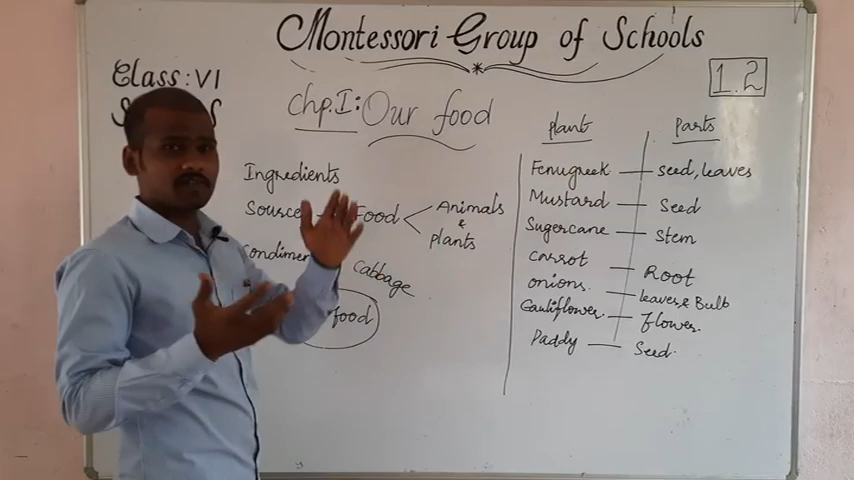 Montessori Group of Schools
Class: VI
1.2
Chp.I: Our food
Ingredients
Source
Food
Animals
&
plants
Condimen
Cabbage
food
plant Parts
Fenugreek — seed, leaves
Mustard — Seed
Sugercane — Stem
carrot — Root
onions. — leaves & Bulb
Cauliflower — flower.
Paddy — Seed.